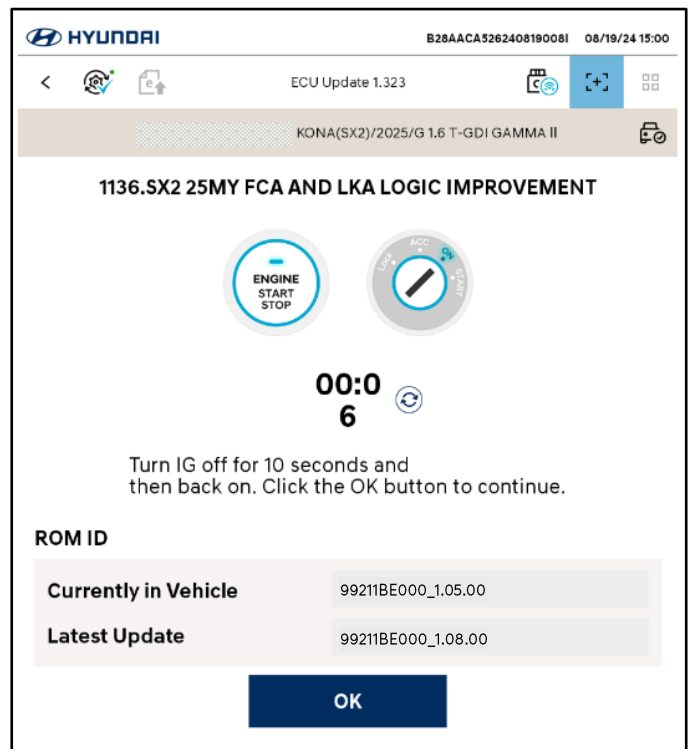 HYUNDAI B28AACA526240819008I 08/19/24 15:00
ECU Update 1.323
KONA(SX2)/2025/G 1.6 T-GDI GAMMA II
1136.SX2 25MY FCA AND LKA LOGIC IMPROVEMENT
ENGINE
START
STOP
Lock ACC ON START
00:0
6
Turn IG off for 10 seconds and
then back on. Click the OK button to continue.
ROM ID
Currently in Vehicle 99211BE000_1.05.00
Latest Update 99211BE000_1.08.00
OK